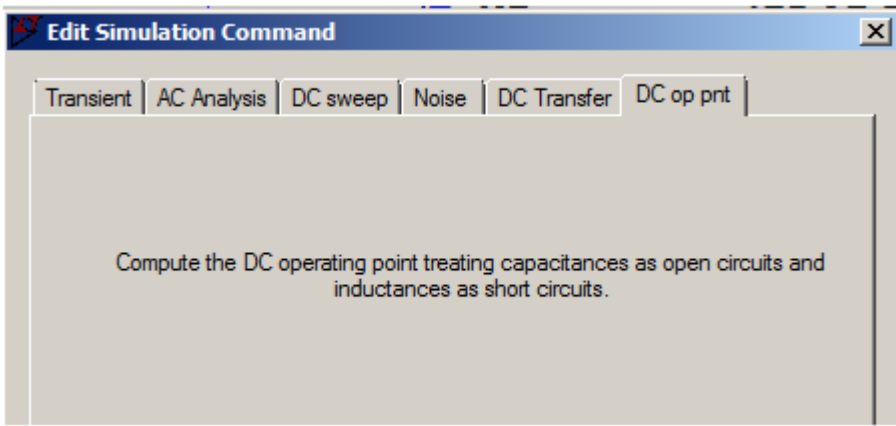 Edit Simulation Command
Transient AC Analysis DC sweep Noise DC Transfer DC op pnt
Compute the DC operating point treating capacitances as open circuits and
inductances as short circuits.